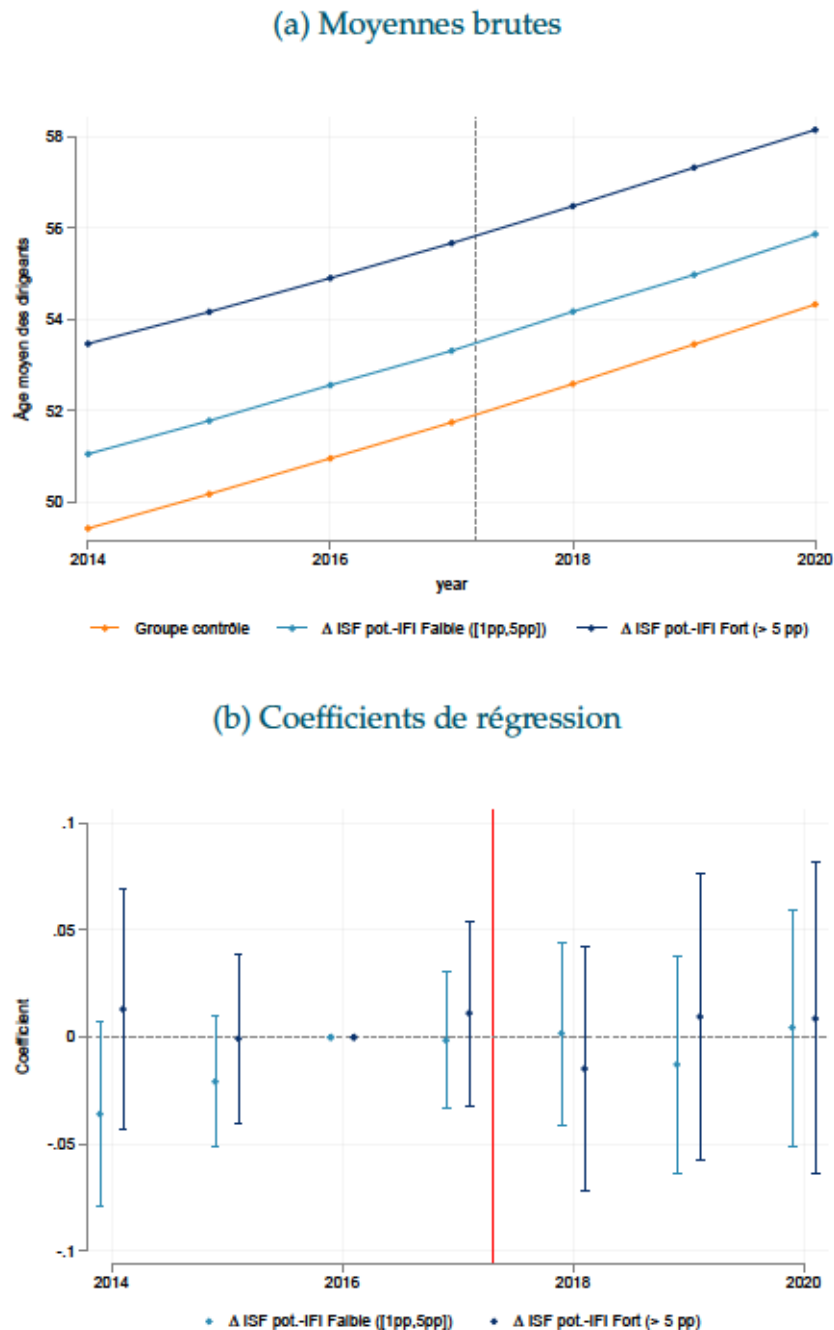 (a) Moyennes brutes
58
56
54
52
50
Âge moyen des dirigeants
2014
2016
2018
2020
year
Groupe contrôle
Δ ISF pot.-IFI Faible ([1pp,5pp])
Δ ISF pot.-IFI Fort (> 5 pp)
(b) Coefficients de régression
.1
.05
0
-.05
-.1
Coefficient
2014
2016
2018
2020
Δ ISF pot.-IFI Faible ([1pp,5pp])
Δ ISF pot.-IFI Fort (> 5 pp)